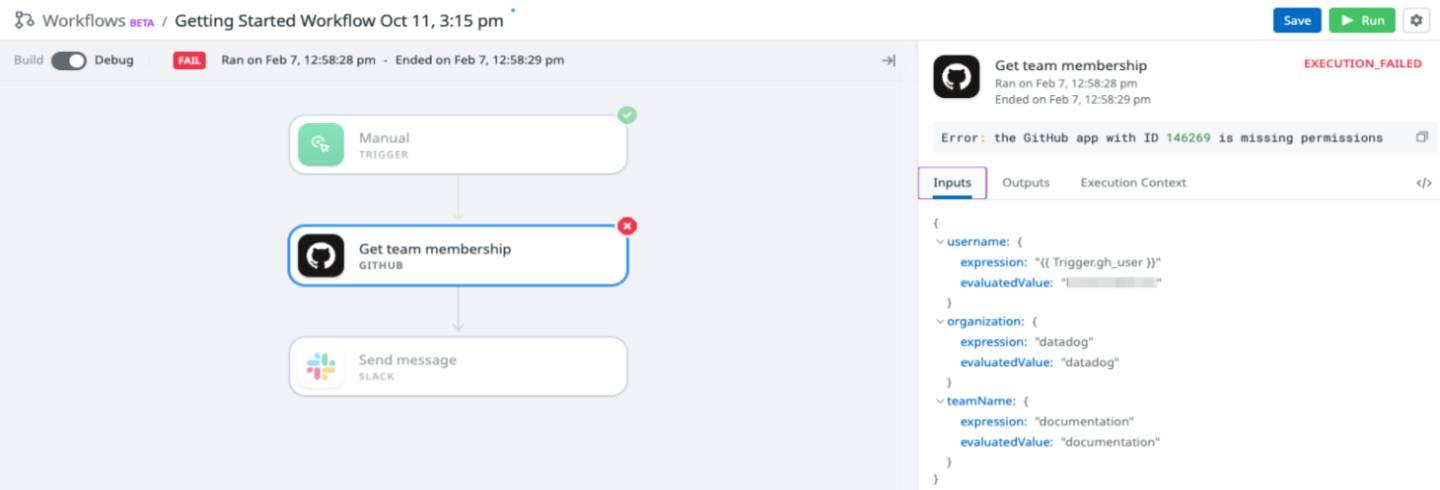 Workflows BETA / Getting Started Workflow Oct 11, 3:15 pm
Save
Run
Build
Debug
FAIL
Ran on Feb 7, 12:58:28 pm - Ended on Feb 7, 12:58:29 pm
Manual
TRIGGER
Get team membership
GITHUB
Send message
SLACK
Get team membership
EXECUTION_FAILED
Ran on Feb 7, 12:58:28 pm
Ended on Feb 7, 12:58:29 pm
Error: the GitHub app with ID 146269 is missing permissions
Inputs
Outputs
Execution Context
</>
{
username: {
expression: "{{ Trigger.gh_user }}"
evaluatedValue: " "
}
organization: {
expression: "datadog"
evaluatedValue: "datadog"
}
teamName: {
expression: "documentation"
evaluatedValue: "documentation"
}
}